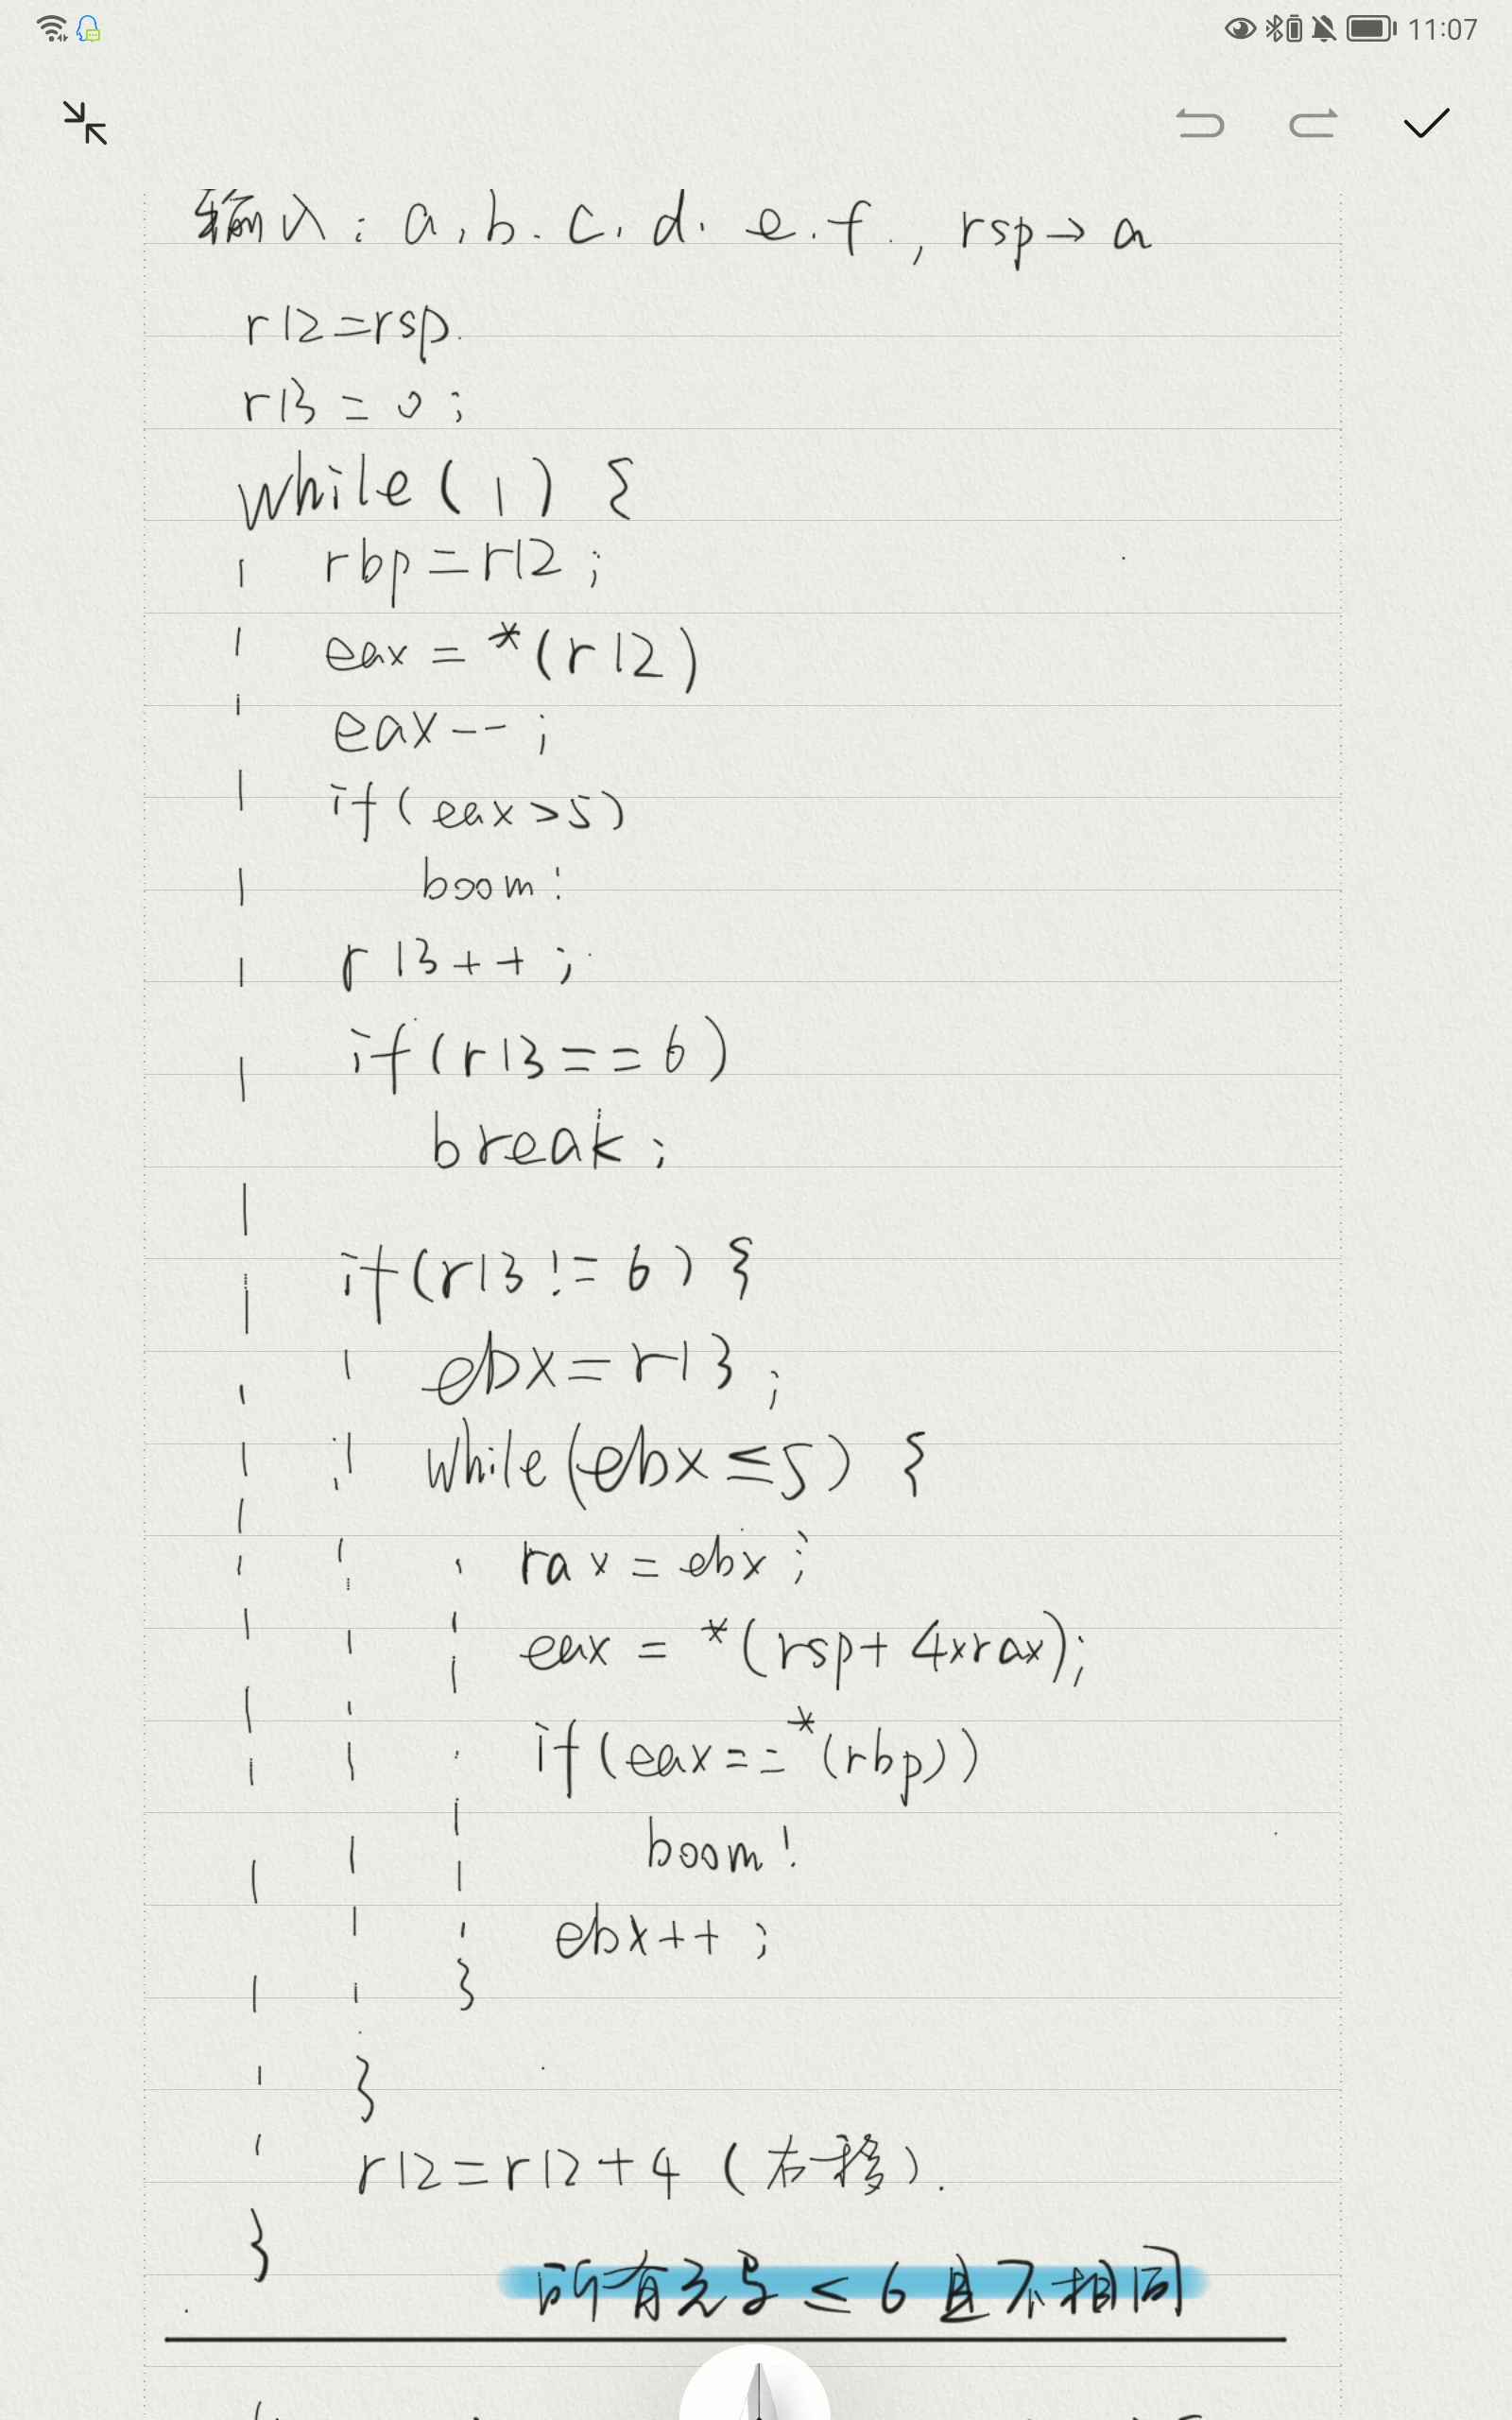 11:07
输入: a, b. c. d. e. f., rsp→a
r12=rsp.
r13 = 0;
while(1) {
rbp=r12;
eax = *(r12)
eax--;
if(eax>5)
boom!
r13++;
if(r13==6)
break;
if(r13!=6) {
ebx=r13;
while(ebx≤5) {
rax=ebx;
eax = *(rsp+4×rax);
if(eax==*(rbp))
boom!
ebx++;
}
}
r12=r12+4 (右移).
}
所有元素≤6且不相同